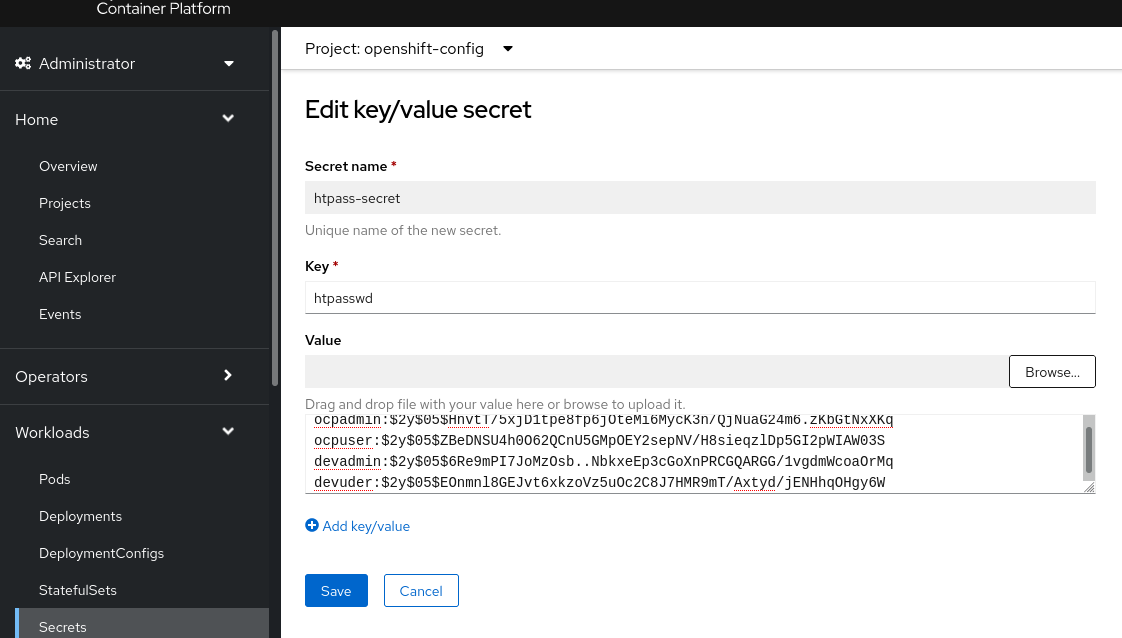 Container Platform
Administrator
Home
Overview
Projects
Search
API Explorer
Events
Operators
Workloads
Pods
Deployments
DeploymentConfigs
StatefulSets
Secrets
Project: openshift-config
Edit key/value secret
Secret name *
htpass-secret
Unique name of the new secret.
Key *
htpasswd
Value
Browse...
Drag and drop file with your value here or browse to upload it.
ocpadmin:$2y$05$HnvtT/5xjD1tpe8fp6jOteM16MycK3n/QjNuaG24m6.zKbGtNxXKq
ocpuser:$2y$05$ZBeDNSU4h0O62QCnU5GMpOEY2sepNV/H8sieqzlDp5GI2pWIAW03S
devadmin:$2y$05$6Re9mPI7JoMzOsb..NbkxeEp3cGoXnPRCGQARGG/1vgdmWcoaOrMq
devuder:$2y$05$EOnmnl8GEJvt6xkzoVz5uOc2C8J7HMR9mT/Axtyd/jENHhqOHgy6W
Add key/value
Save
Cancel